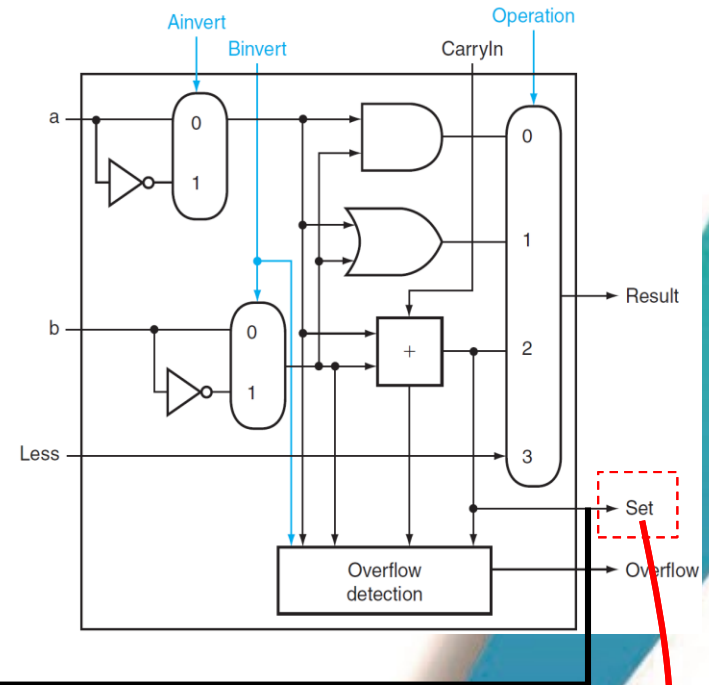 Operation
Ainvert
Binvert
CarryIn
a
0
1
0
1
Result
b
0
1
+
2
Less
3
Set
Overflow
detection
Overflow